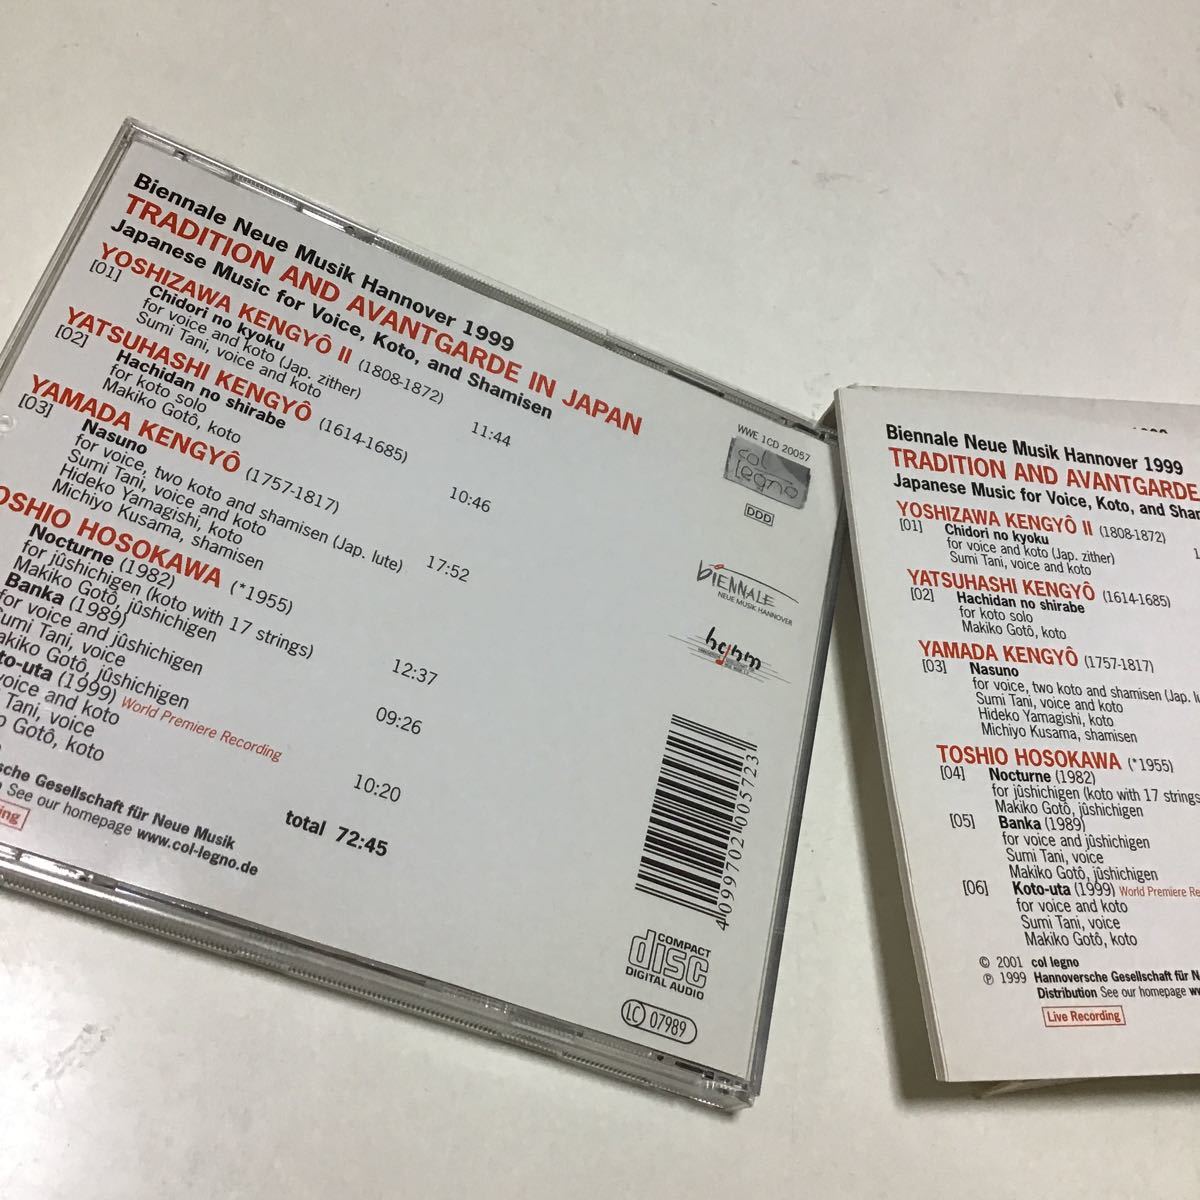 Biennale Neue Musik Hannover 1999
TRADITION AND AVANTGARDE IN JAPAN
Japanese Music for Voice, Koto, and Shamisen
YOSHIZAWA KENGYÔ II (1808-1872)
[01] Chidori no kyoku 11:44
for voice and koto (Jap. zither)
Sumi Tani, voice and koto
YATSUHASHI KENGYÔ (1614-1685)
[02] Hachidan no shirabe 10:46
for koto solo
Makiko Gotô, koto
YAMADA KENGYÔ (1757-1817)
[03] Nasuno 17:52
for voice, two koto and shamisen (Jap. lute)
Sumi Tani, voice and koto
Hideko Yamagishi, koto
Michiyo Kusama, shamisen
OSHIO HOSOKAWA (*1955)
Nocturne (1982) 12:37
for jûshichigen (koto with 17 strings)
Makiko Gotô, jûshichigen
Banka (1989) 09:26
for voice and jûshichigen
Sumi Tani, voice
akiko Gotô, jûshichigen
to-uta (1999) World Premiere Recording 10:20
voice and koto
Tani, voice
o Gotô, koto
total 72:45
sche Gesellschaft für Neue Musik
See our homepage www.col-legno.de
ing
WWE 1CD 20057
col legno
DDD
biENNALE
NEUE MUSIK HANNOVER
hgnm
4 099702 005723
COMPACT
disc
DIGITAL AUDIO
LC 07989
Biennale Neue Musik Hannover 1999
TRADITION AND AVANTGARDE
Japanese Music for Voice, Koto, and Sha
YOSHIZAWA KENGYÔ II (1808-1872)
[01] Chidori no kyoku 1
for voice and koto (Jap. zither)
Sumi Tani, voice and koto
YATSUHASHI KENGYÔ (1614-1685)
[02] Hachidan no shirabe
for koto solo
Makiko Gotô, koto
YAMADA KENGYÔ (1757-1817)
[03] Nasuno
for voice, two koto and shamisen (Jap. lu
Sumi Tani, voice and koto
Hideko Yamagishi, koto
Michiyo Kusama, shamisen
TOSHIO HOSOKAWA (*1955)
[04] Nocturne (1982)
for jûshichigen (koto with 17 strings
Makiko Gotô, jûshichigen
[05] Banka (1989)
for voice and jûshichigen
Sumi Tani, voice
Makiko Gotô, jûshichigen
[06] Koto-uta (1999) World Premiere Re
for voice and koto
Sumi Tani, voice
Makiko Gotô, koto
© 2001 col legno
℗ 1999 Hannoversche Gesellschaft für N
Distribution See our homepage ww
Live Recording